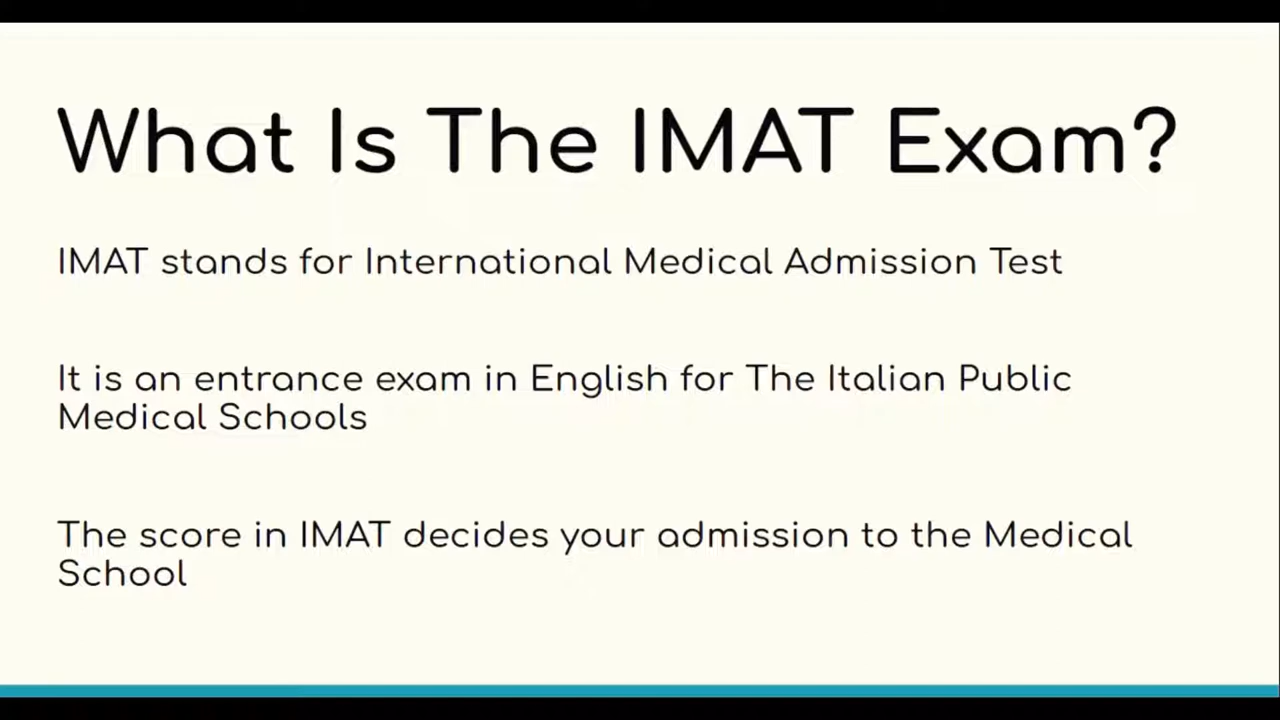 What Is The IMAT Exam?
IMAT stands for International Medical Admission Test
It is an entrance exam in English for The Italian Public
Medical Schools
The score in IMAT decides your admission to the Medical
School